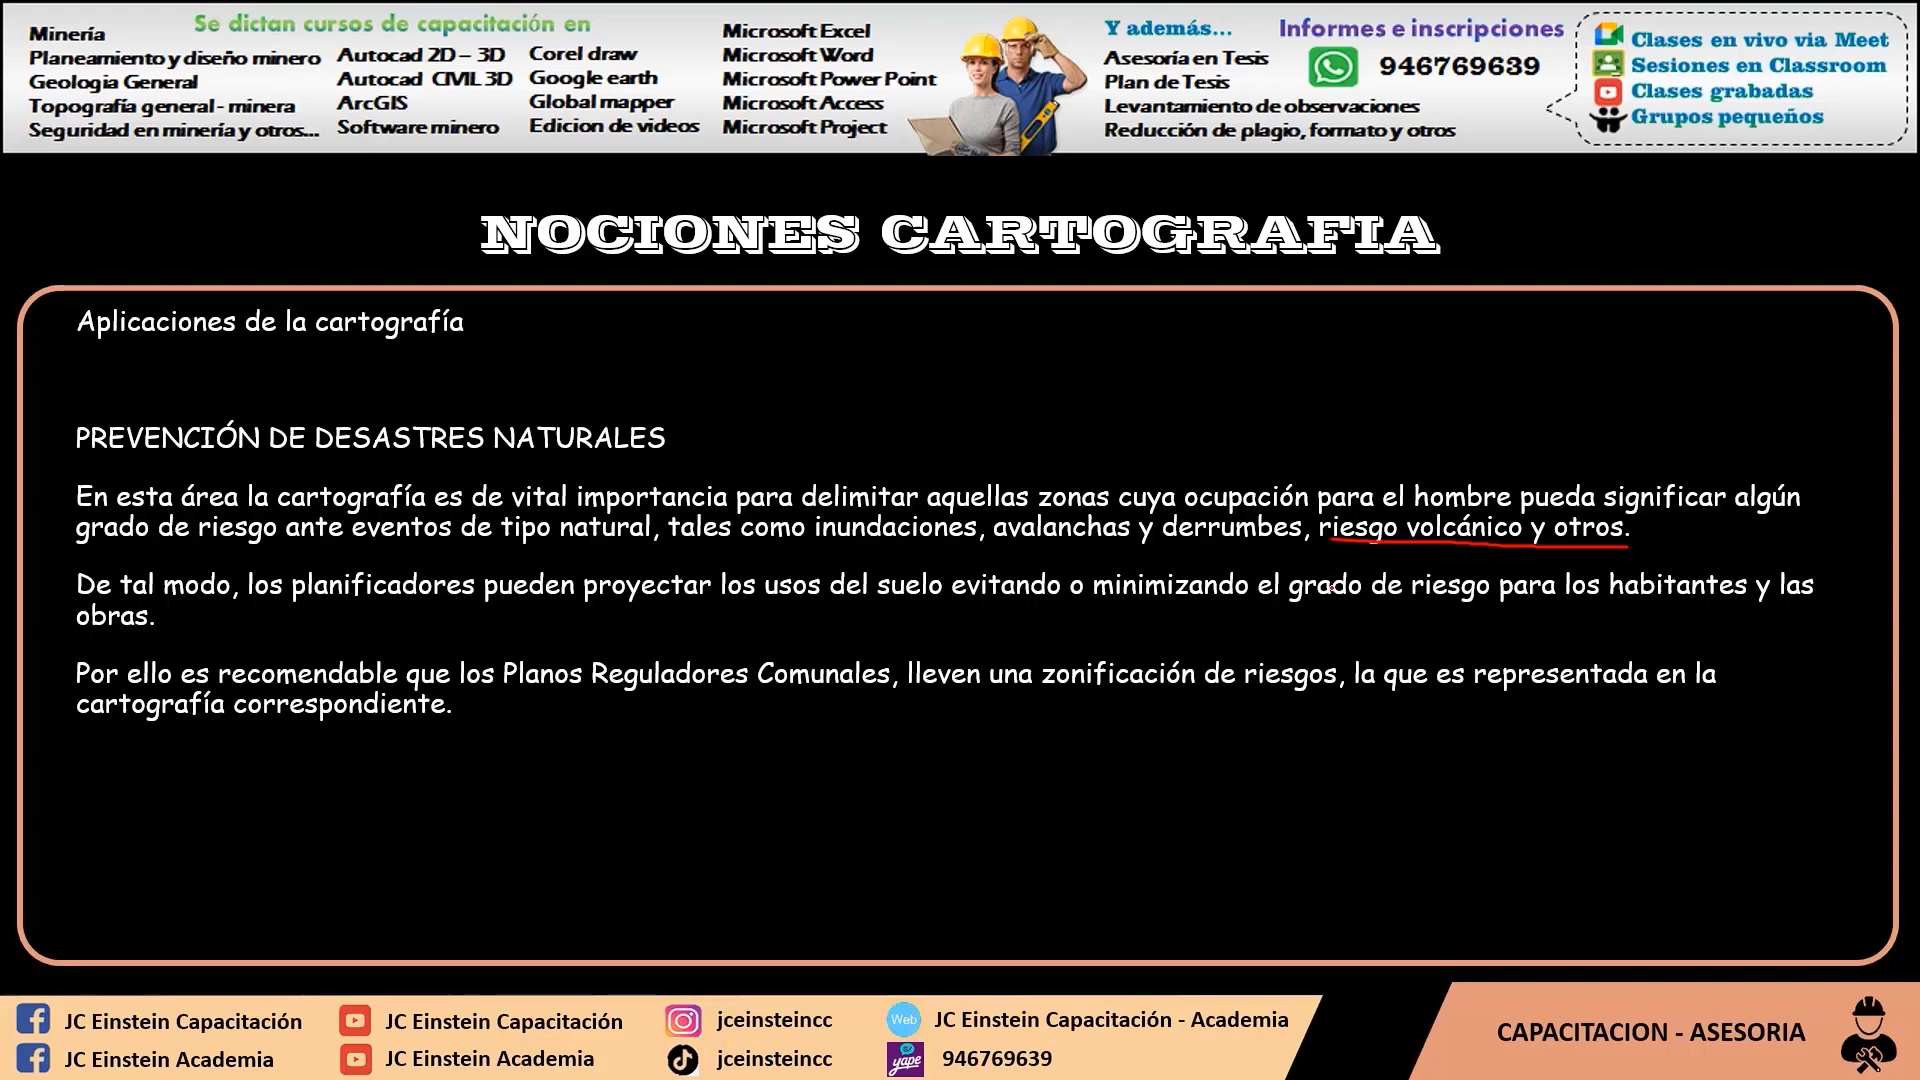 Se dictan cursos de capacitación en
Minería
Planeamiento y diseño minero
Geologia General
Topografía general - minera
Seguridad en minería y otros...
Autocad 2D – 3D
Autocad CIVIL 3D
ArcGIS
Software minero
Corel draw
Google earth
Global mapper
Edicion de videos
Microsoft Excel
Microsoft Word
Microsoft Power Point
Microsoft Access
Microsoft Project
Y además...
Asesoría en Tesis
Plan de Tesis
Levantamiento de observaciones
Reducción de plagio, formato y otros
Informes e inscripciones
946769639
Clases en vivo via Meet
Sesiones en Classroom
Clases grabadas
Grupos pequeños
NOCIONES CARTOGRAFIA
Aplicaciones de la cartografía
PREVENCIÓN DE DESASTRES NATURALES
En esta área la cartografía es de vital importancia para delimitar aquellas zonas cuya ocupación para el hombre pueda significar algún
grado de riesgo ante eventos de tipo natural, tales como inundaciones, avalanchas y derrumbes, riesgo volcánico y otros.
De tal modo, los planificadores pueden proyectar los usos del suelo evitando o minimizando el grado de riesgo para los habitantes y las
obras.
Por ello es recomendable que los Planos Reguladores Comunales, lleven una zonificación de riesgos, la que es representada en la
cartografía correspondiente.
JC Einstein Capacitación
JC Einstein Academia
JC Einstein Capacitación
JC Einstein Academia
jceinsteincc
jceinsteincc
Web
JC Einstein Capacitación - Academia
yape
946769639
CAPACITACION - ASESORIA